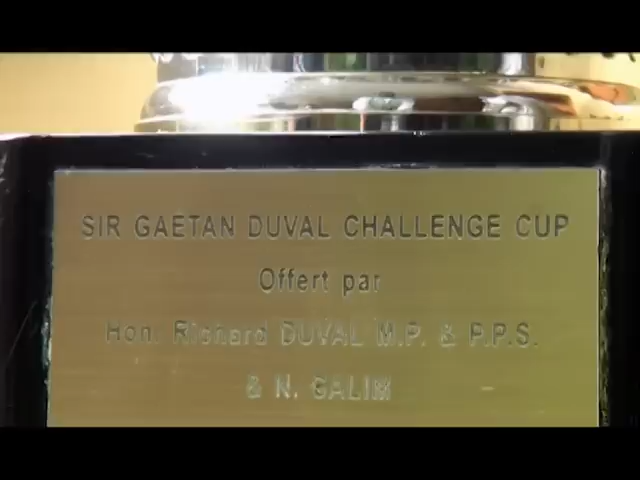 SIR GAETAN DUVAL CHALLENGE CUP
Offert par
Hon. Richard DUVAL M.P. & P.P.S.
& N. GALIM